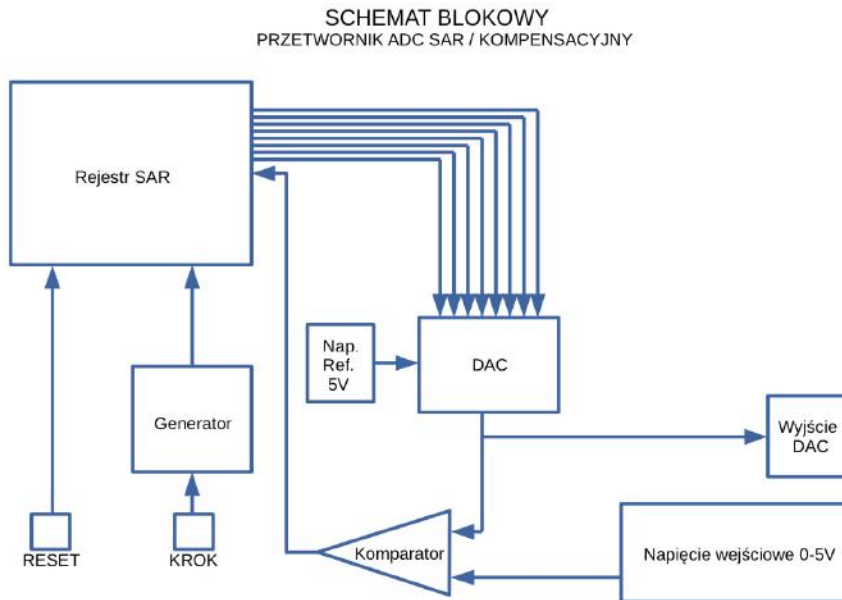 SCHEMAT BLOKOWY
PRZETWORNIK ADC SAR / KOMPENSACYJNY
Rejestr SAR
Nap.
Ref.
5V
DAC
Generator
Wyjście
DAC
Komparator
Napięcie wejściowe 0-5V
RESET
KROK